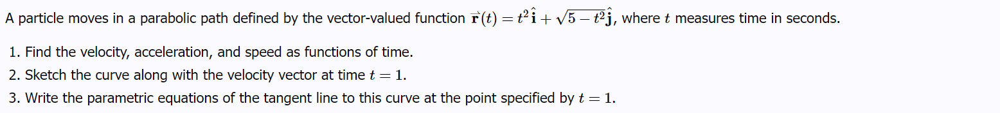 A particle moves in a parabolic path defined by the vector-valued function $\vec{\mathbf{r}}(t) = t^2\hat{\mathbf{i}} + \sqrt{5 - t^2}\hat{\mathbf{j}}$, where $t$ measures time in seconds.
1. Find the velocity, acceleration, and speed as functions of time.
2. Sketch the curve along with the velocity vector at time $t = 1$.
3. Write the parametric equations of the tangent line to this curve at the point specified by $t = 1$.